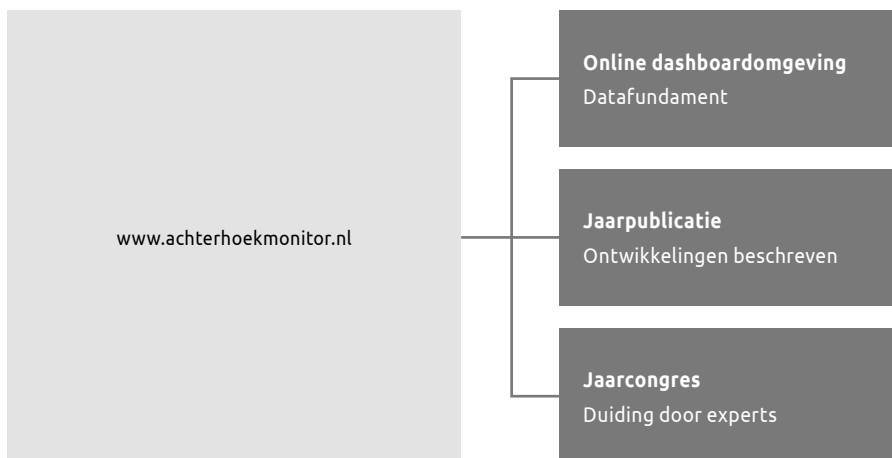 www.achterhoekmonitor.nl
Online dashboardomgeving
Datafundament
Jaarpublicatie
Ontwikkelingen beschreven
Jaarcongres
Duiding door experts